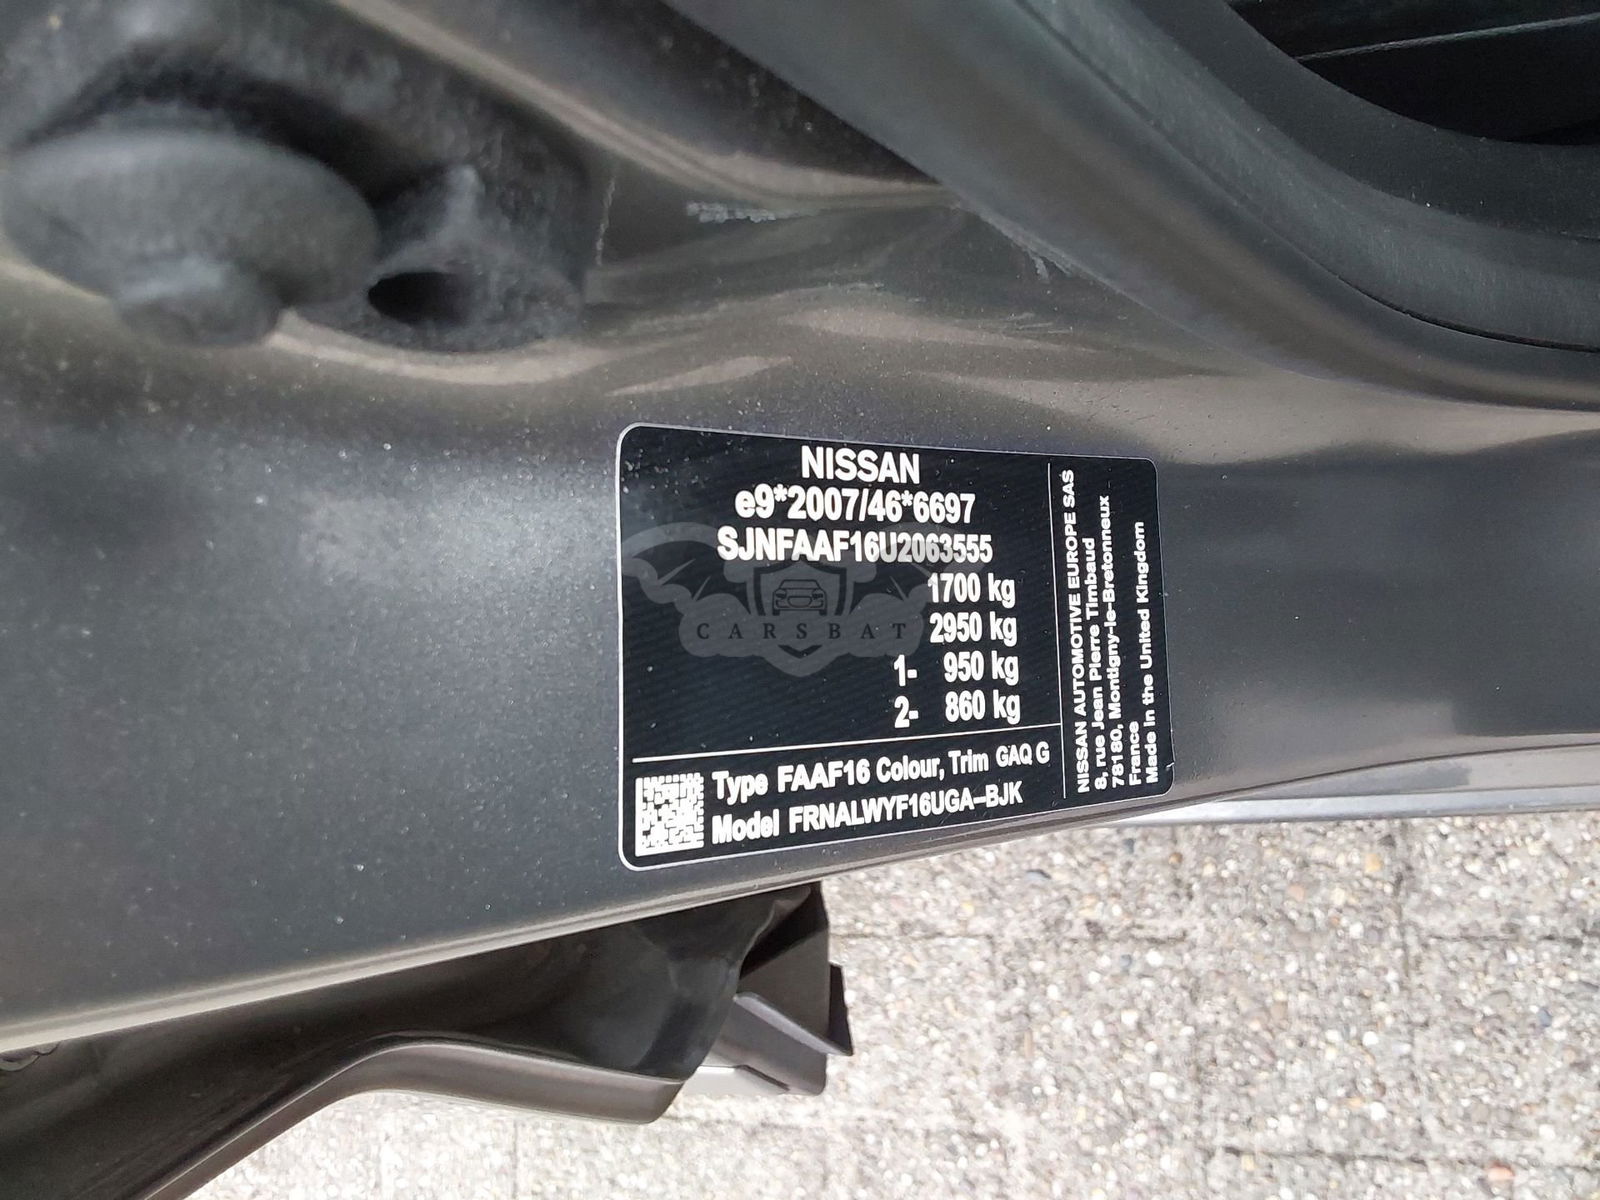 NISSAN
e9*2007/46*6697
SJNFAAF16U2063555
1700 kg
2950 kg
1- 950 kg
2- 860 kg
Type FAAF16 Colour, Trim GAQ G
Model FRNALWYF16UGA-BJK
NISSAN AUTOMOTIVE EUROPE SAS
8, rue Jean Pierre Timbaud
78180, Montigny-le-Bretonneux
France
Made in the United Kingdom
CARSBAT